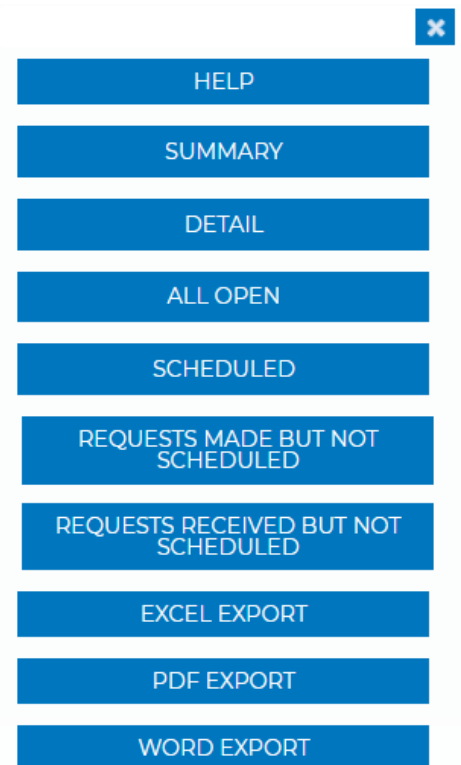 HELP
SUMMARY
DETAIL
ALL OPEN
SCHEDULED
REQUESTS MADE BUT NOT
SCHEDULED
REQUESTS RECEIVED BUT NOT
SCHEDULED
EXCEL EXPORT
PDF EXPORT
WORD EXPORT